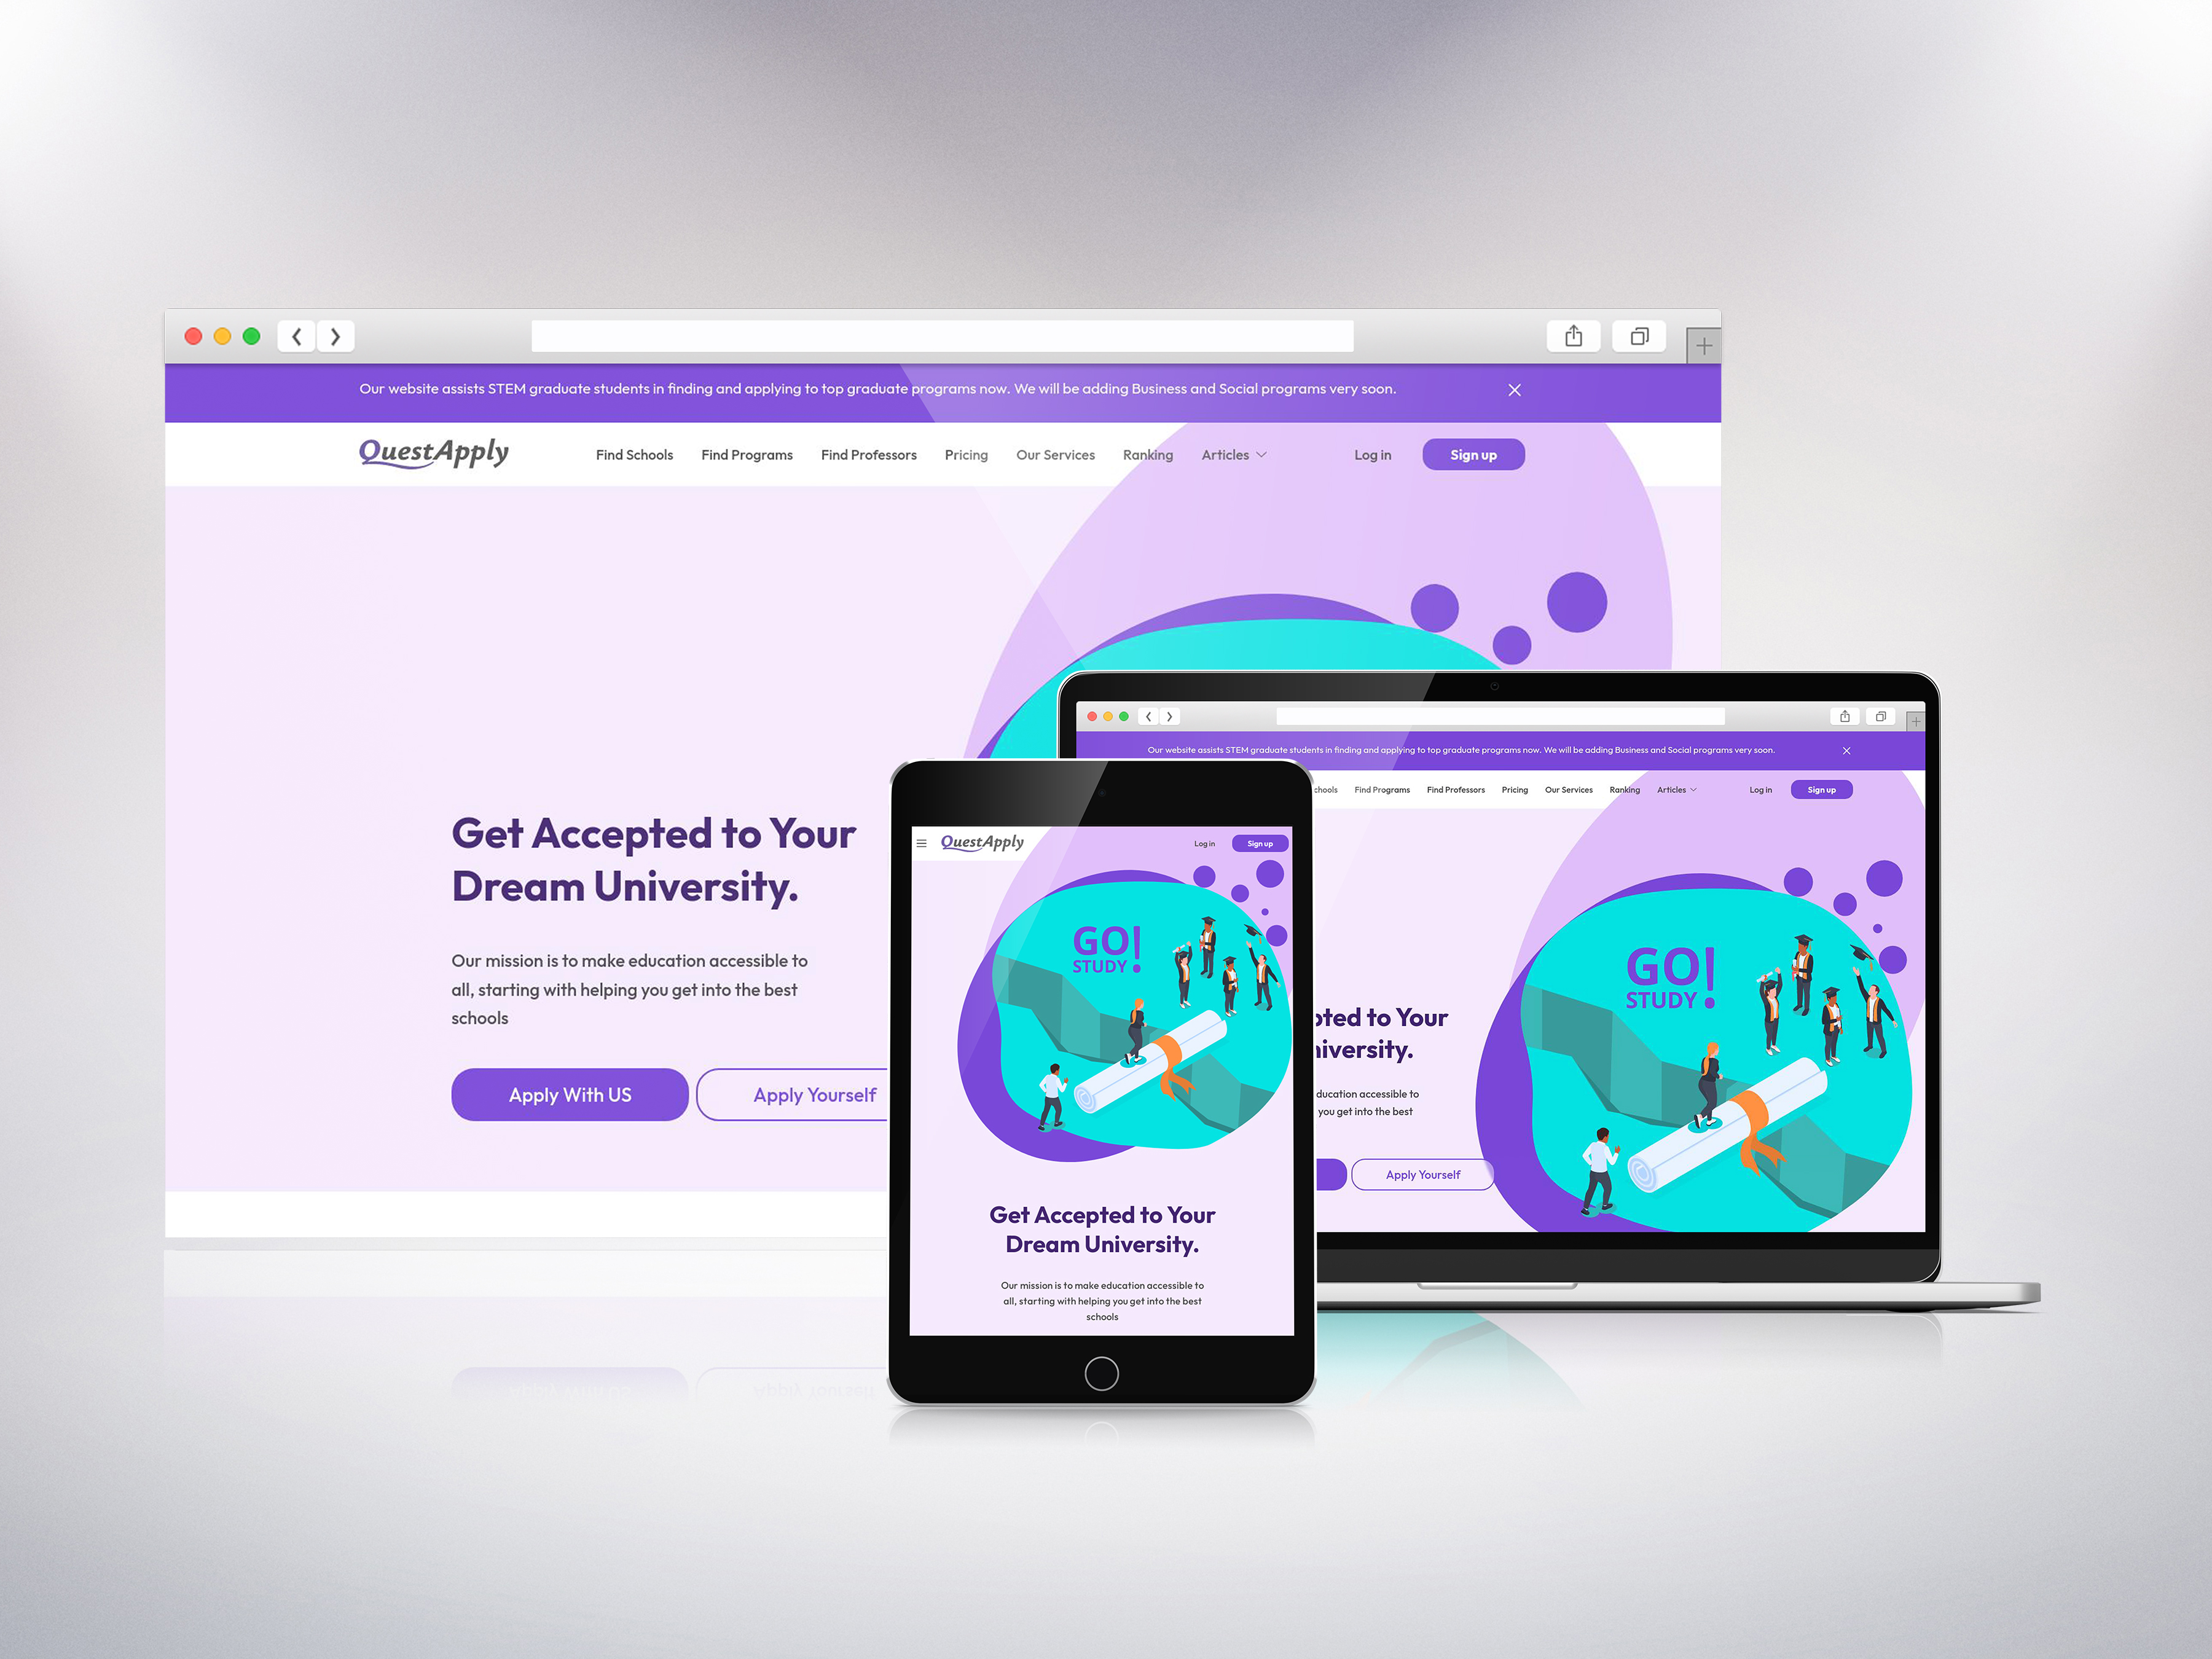 Our website assists STEM graduate students in finding and applying to top graduate programs now. We will be adding Business and Social programs very soon.
QuestApply Find Schools Find Programs Find Professors Pricing Our Services Ranking Articles Log in Sign up
Get Accepted to Your
Dream University.
Our mission is to make education accessible to
all, starting with helping you get into the best
schools
Apply With US Apply Yourself
Our website assists STEM graduate students in finding and applying to top graduate programs now. We will be adding Business and Social programs very soon.
Find Programs Find Professors Pricing Our Services Ranking Articles Log in Sign up
GO!
STUDY
to Your
accessible to
you get into the best
Apply Yourself
QuestApply Log in Sign up
GO!
STUDY
Get Accepted to Your
Dream University.
Our mission is to make education accessible to
all, starting with helping you get into the best
schools